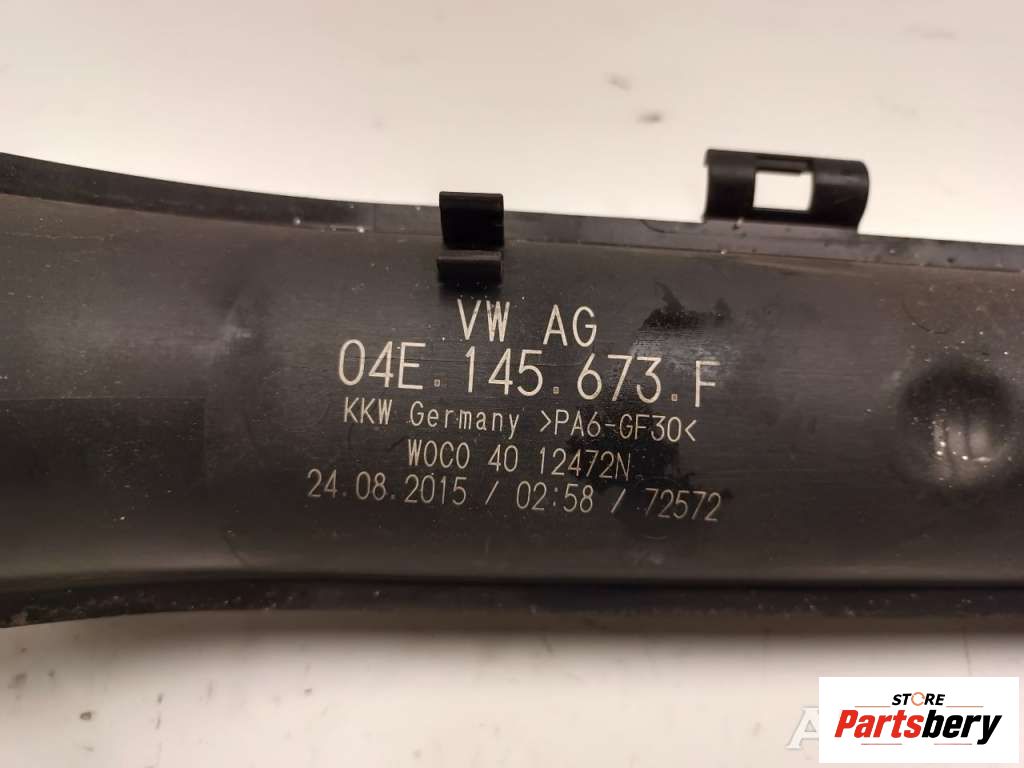 VW AG
04E.145.673.F
KKW Germany >PA6-GF30<
WOCO 40 12472N
24.08.2015 / 02:58 / 72572
STORE
Partsbery